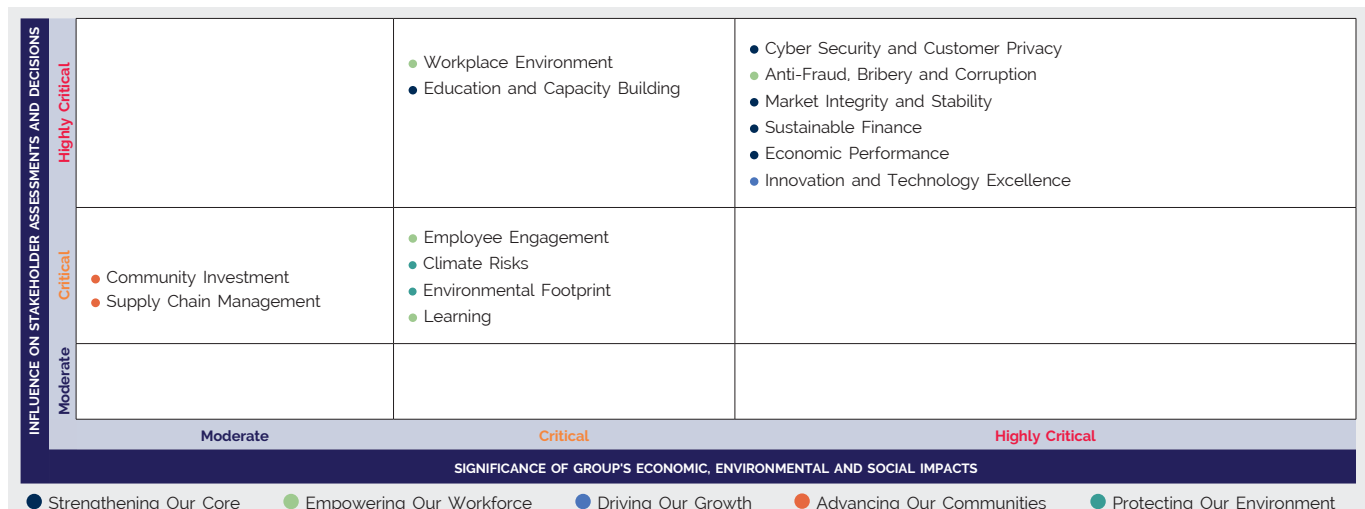 INFLUENCE ON STAKEHOLDER ASSESSMENTS AND DECISIONS
Highly Critical
Workplace Environment
Education and Capacity Building
Cyber Security and Customer Privacy
Anti-Fraud, Bribery and Corruption
Market Integrity and Stability
Sustainable Finance
Economic Performance
Innovation and Technology Excellence
Critical
Community Investment
Supply Chain Management
Employee Engagement
Climate Risks
Environmental Footprint
Learning
Moderate
Moderate
Critical
Highly Critical
SIGNIFICANCE OF GROUP'S ECONOMIC, ENVIRONMENTAL AND SOCIAL IMPACTS
Strengthening Our Core
Empowering Our Workforce
Driving Our Growth
Advancing Our Communities
Protecting Our Environment